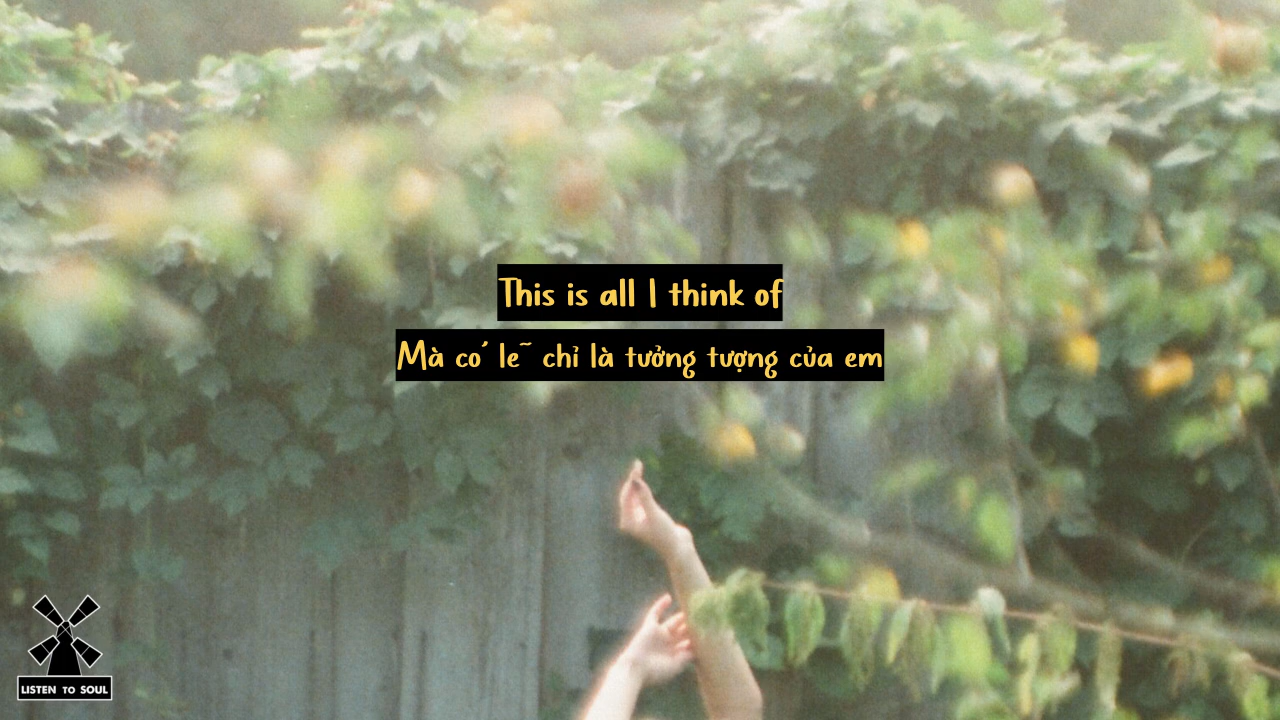 This is all I think of
Mà có lẽ chỉ là tưởng tượng của em
LISTEN TO SOUL